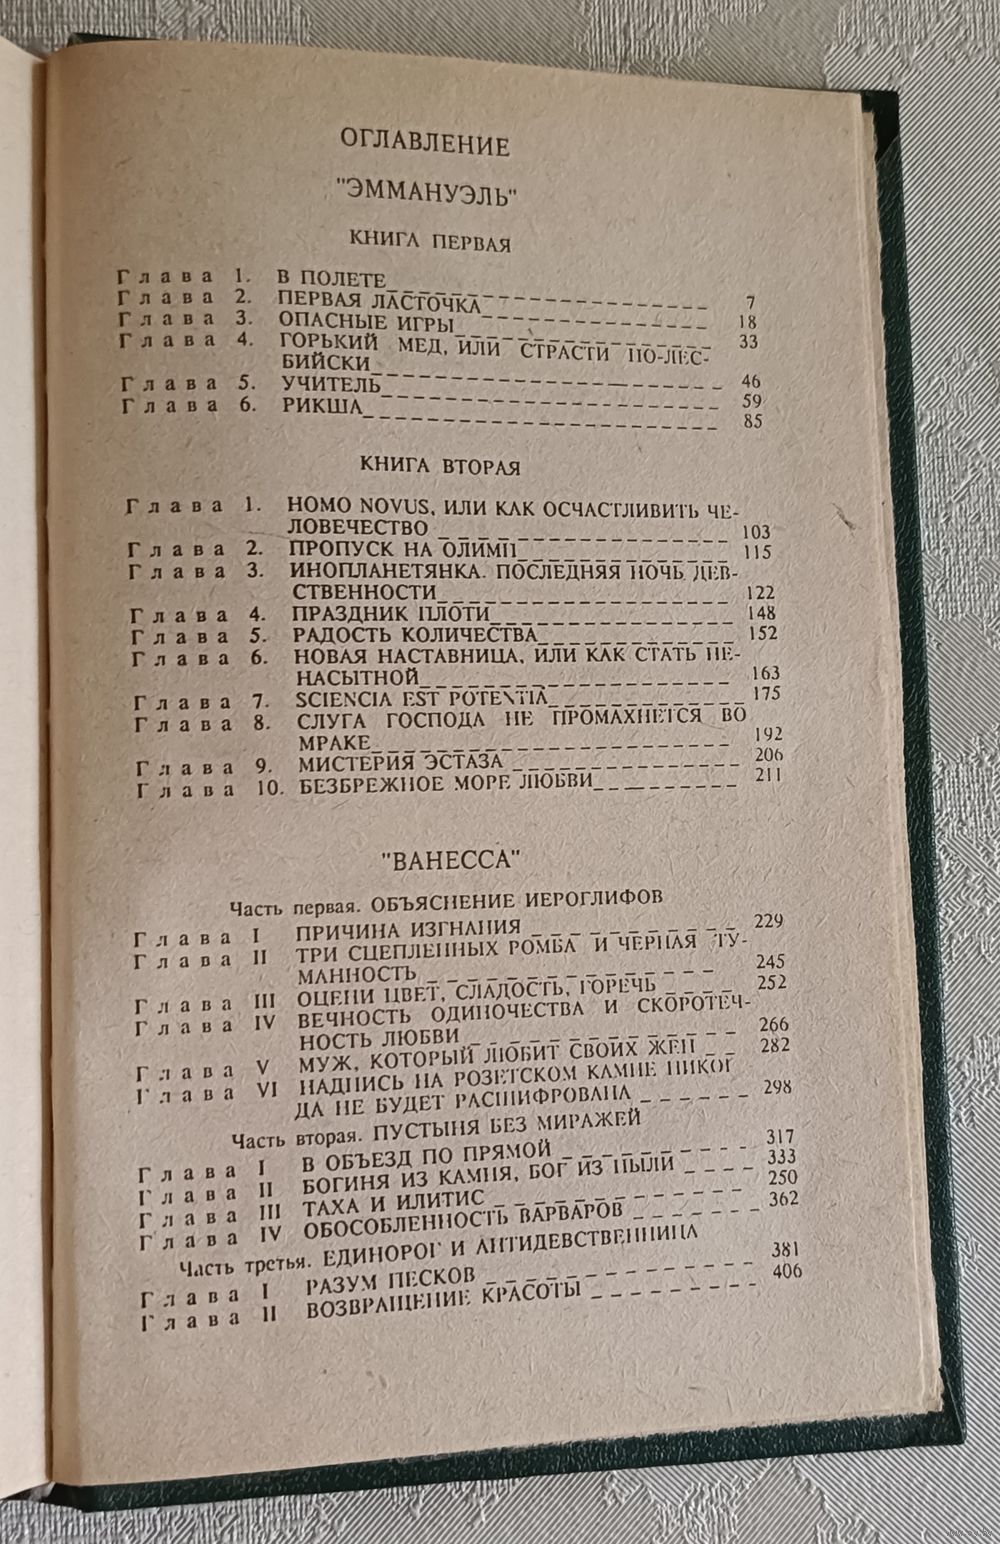 ОГЛАВЛЕНИЕ
"ЭММАНУЭЛЬ"
КНИГА ПЕРВАЯ
Глава 1. В ПОЛЕТЕ 7
Глава 2. ПЕРВАЯ ЛАСТОЧКА 18
Глава 3. ОПАСНЫЕ ИГРЫ 33
Глава 4. ГОРЬКИЙ МЕД, ИЛИ СТРАСТИ ПО-ЛЕС-
БИЙСКИ 46
Глава 5. УЧИТЕЛЬ 59
Глава 6. РИКША 85
КНИГА ВТОРАЯ
Глава 1. HOMO NOVUS, ИЛИ КАК ОСЧАСТЛИВИТЬ ЧЕ-
ЛОВЕЧЕСТВО 103
Глава 2. ПРОПУСК НА ОЛИМП 115
Глава 3. ИНОПЛАНЕТЯНКА. ПОСЛЕДНЯЯ НОЧЬ ДЕВ-
СТВЕННОСТИ 122
Глава 4. ПРАЗДНИК ПЛОТИ 148
Глава 5. РАДОСТЬ КОЛИЧЕСТВА 152
Глава 6. НОВАЯ НАСТАВНИЦА, ИЛИ КАК СТАТЬ НЕ-
НАСЫТНОЙ 163
Глава 7. SCIENCIA EST POTENTIA 175
Глава 8. СЛУГА ГОСПОДА НЕ ПРОМАХНЕТСЯ ВО
МРАКЕ 192
Глава 9. МИСТЕРИЯ ЭСТАЗА 206
Глава 10. БЕЗБРЕЖНОЕ МОРЕ ЛЮБВИ 211
"ВАНЕССА"
Часть первая. ОБЪЯСНЕНИЕ ИЕРОГЛИФОВ
Глава I ПРИЧИНА ИЗГНАНИЯ 229
Глава II ТРИ СЦЕПЛЕННЫХ РОМБА И ЧЕРНАЯ ТУ-
МАННОСТЬ 245
Глава III ОЦЕНИ ЦВЕТ, СЛАДОСТЬ, ГОРЕЧЬ 252
Глава IV ВЕЧНОСТЬ ОДИНОЧЕСТВА И СКОРОТЕЧ-
НОСТЬ ЛЮБВИ 266
Глава V МУЖ, КОТОРЫЙ ЛЮБИТ СВОИХ ЖЕН 282
Глава VI НАДПИСЬ НА РОЗЕТСКОМ КАМНЕ НИКОГ
ДА НЕ БУДЕТ РАСШИФРОВАНА 298
Часть вторая. ПУСТЫНЯ БЕЗ МИРАЖЕЙ
Глава I В ОБЪЕЗД ПО ПРЯМОЙ 317
Глава II БОГИНЯ ИЗ КАМНЯ, БОГ ИЗ ПЫЛИ 333
Глава III ТАХА И ИЛИТИС 250
Глава IV ОБОСОБЛЕННОСТЬ ВАРВАРОВ 362
Часть третья. ЕДИНОРОГ И АНТИДЕВСТВЕННИЦА
Глава I РАЗУМ ПЕСКОВ 381
Глава II ВОЗВРАЩЕНИЕ КРАСОТЫ 406